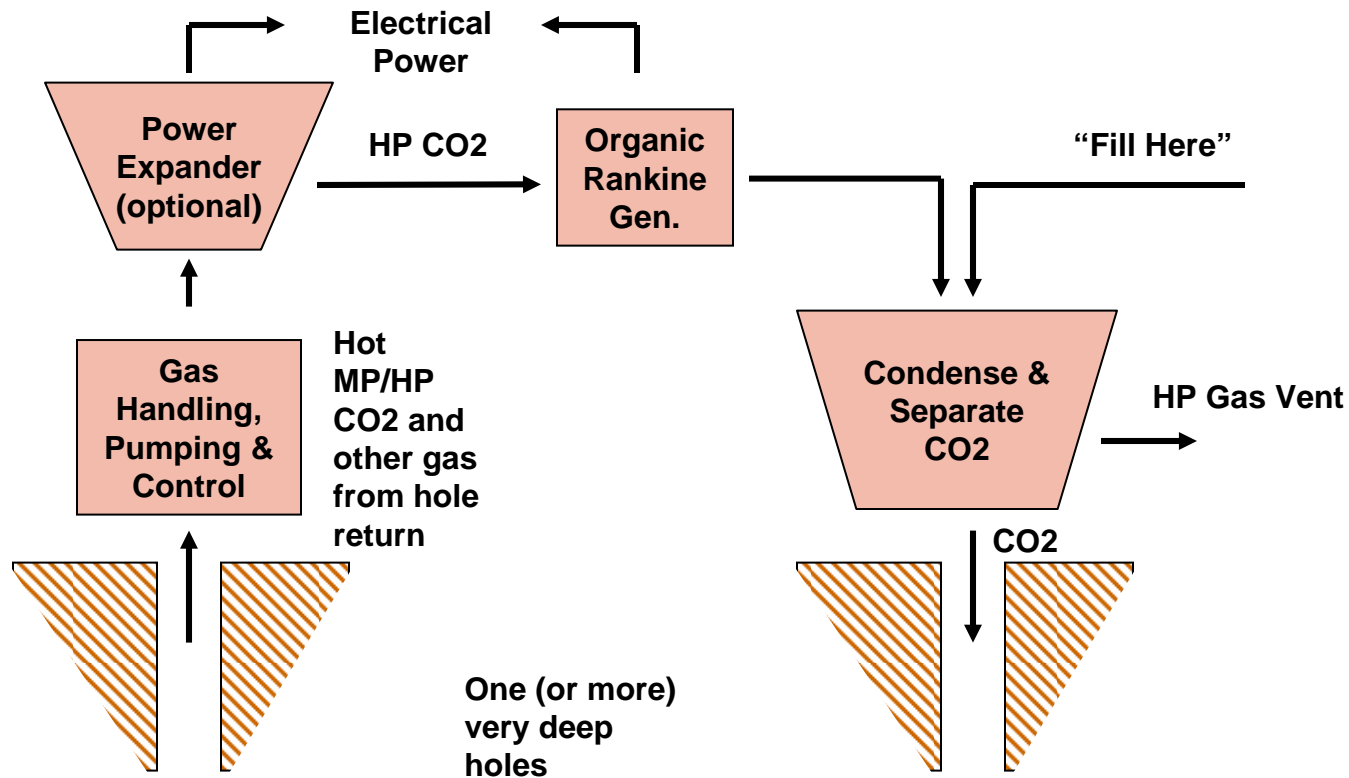 Electrical
Power
Power
Expander
(optional)
HP CO2
Organic
Rankine
Gen.
“Fill Here”
Gas
Handling,
Pumping &
Control
Hot
MP/HP
CO2 and
other gas
from hole
return
Condense &
Separate
CO2
HP Gas Vent
CO2
One (or more)
very deep
holes